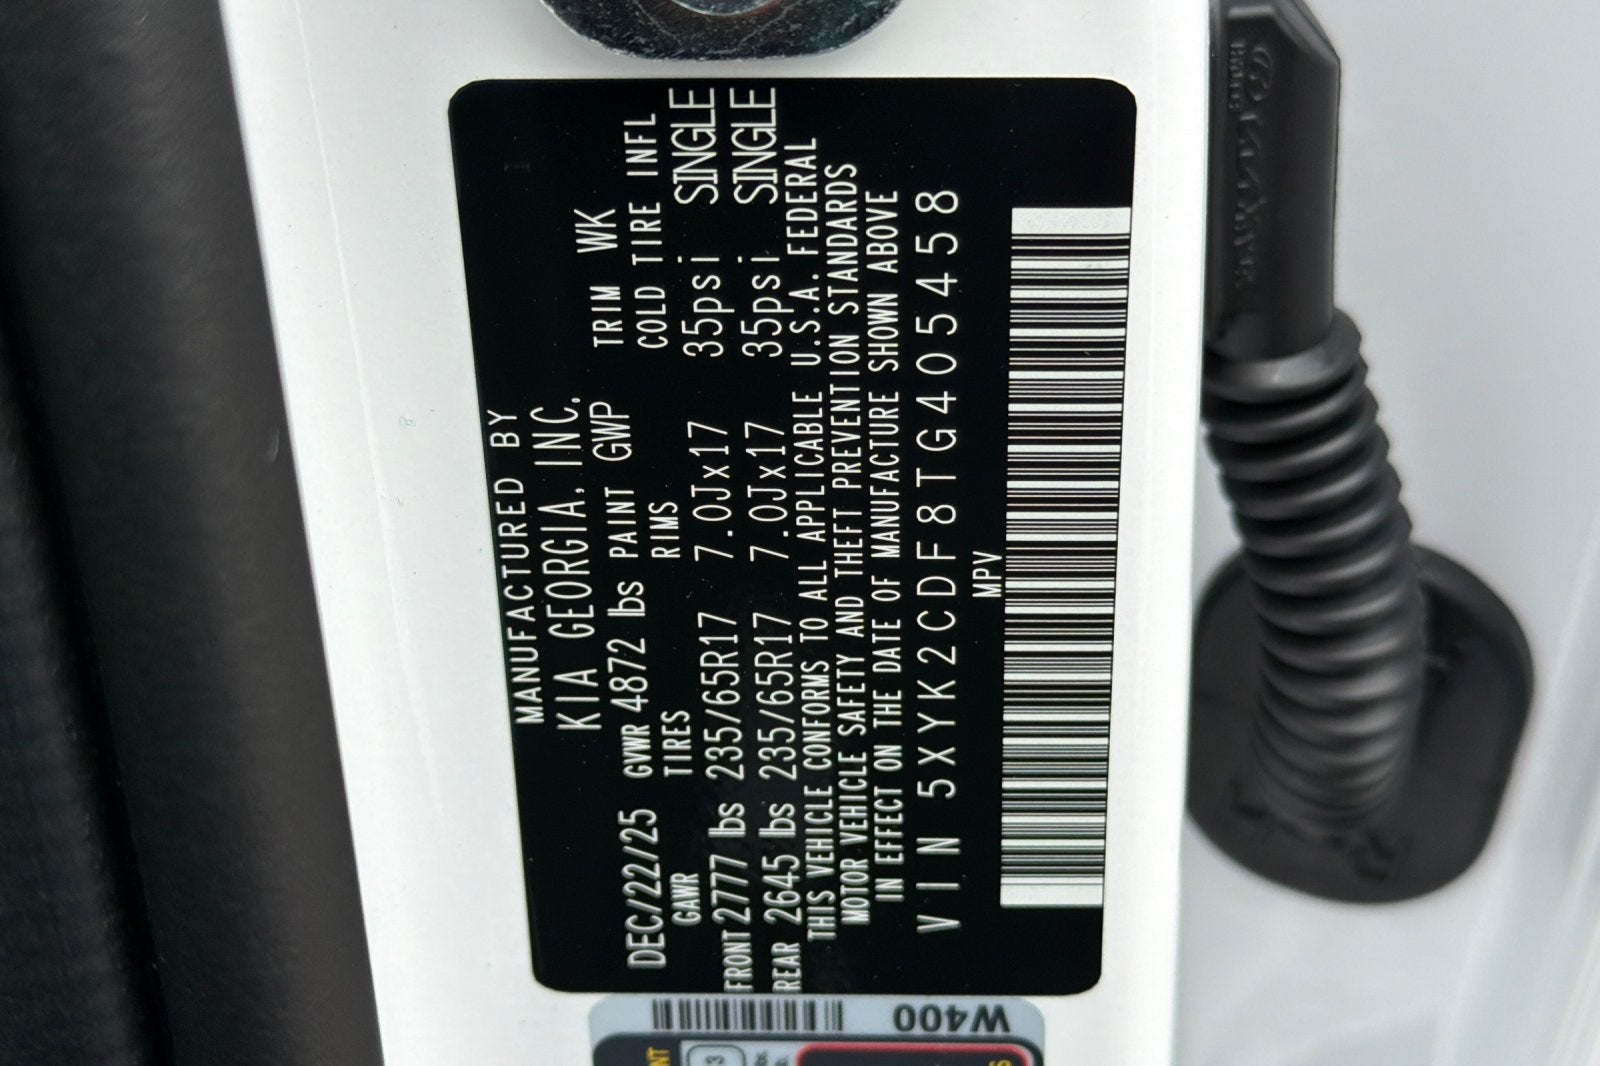 MANUFACTURED BY
KIA GEORGIA, INC.
DEC/22/25 GVWR 4872 lbs PAINT GWP TRIM WK
GAWR TIRES RIMS COLD TIRE INFL
FRONT 2777 lbs 235/65R17 7.0Jx17 35psi SINGLE
REAR 2645 lbs 235/65R17 7.0Jx17 35psi SINGLE
THIS VEHICLE CONFORMS TO ALL APPLICABLE U.S.A. FEDERAL
MOTOR VEHICLE SAFETY AND THEFT PREVENTION STANDARDS
IN EFFECT ON THE DATE OF MANUFACTURE SHOWN ABOVE
VIN 5XYK2CDF8TG405458
MPV
W400